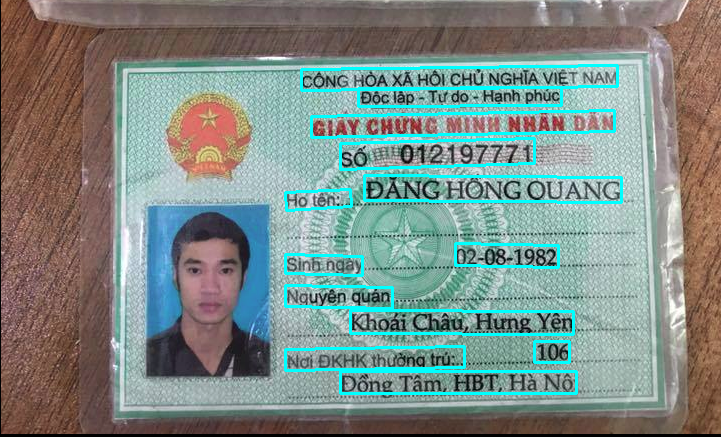 CỘNG HÒA XÃ HỘI CHỦ NGHĨA VIỆT NAM
Độc lập - Tự do - Hạnh phúc
GIẤY CHỨNG MINH NHÂN DÂN
SỐ 012197771
Họ tên:.. ĐẶNG HỒNG QUANG
Sinh ngày 02-08-1982
Nguyên quán
Khoái Châu, Hưng Yên
Nơi ĐKHK thường trú:.. 106
Đồng Tâm, HBT, Hà Nội